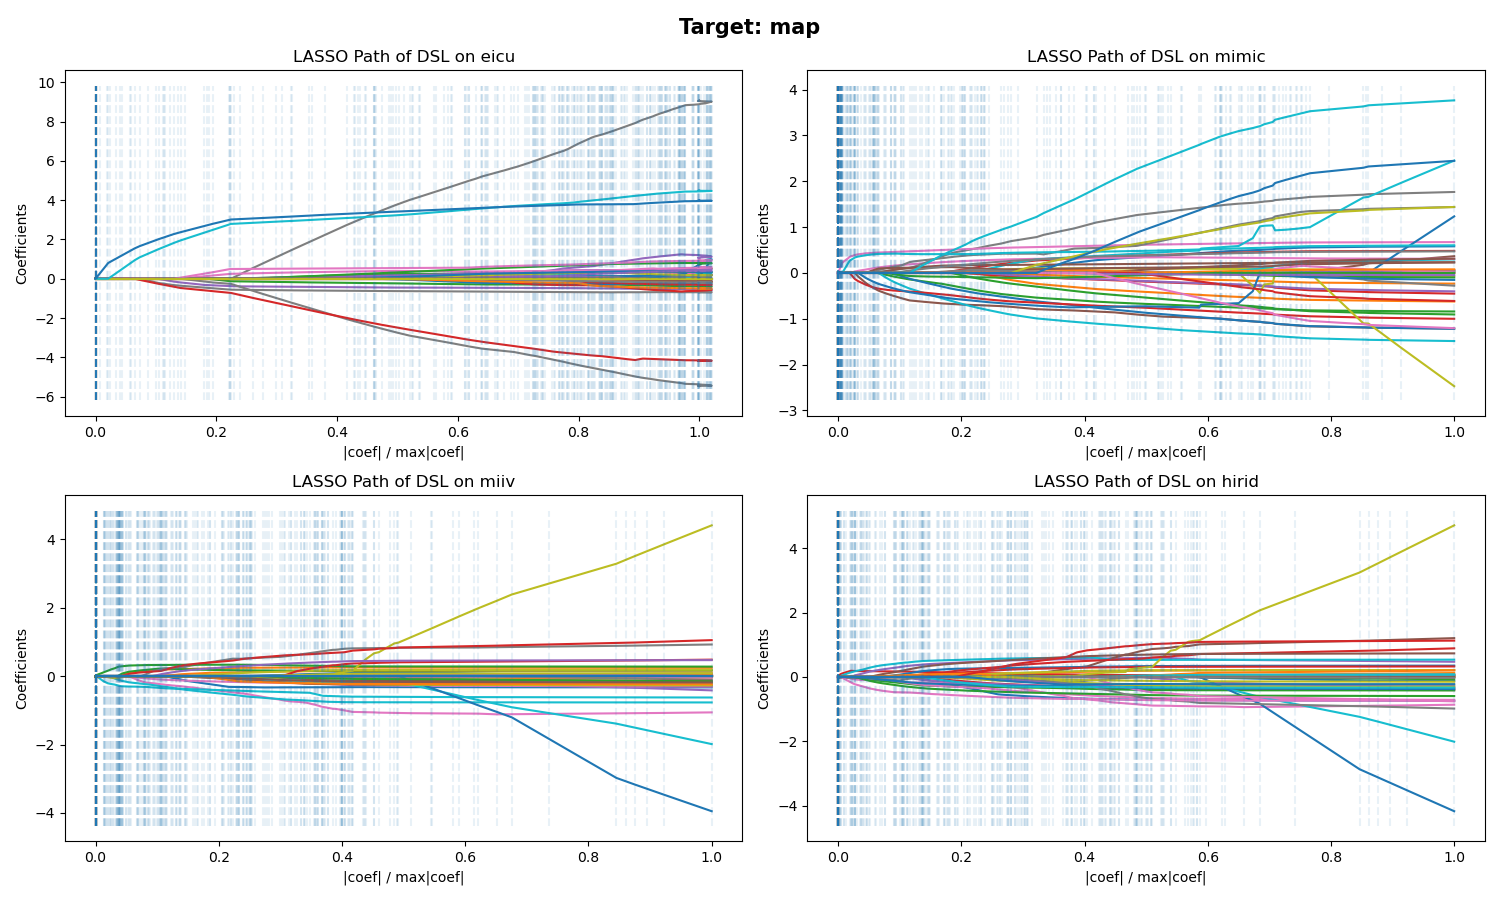 Target: map
LASSO Path of DSL on eicu
LASSO Path of DSL on mimic
10
8
6
4
2
0
−2
−4
−6
Coefficients
0.0 0.2 0.4 0.6 0.8 1.0
|coef| / max|coef|
4
3
2
1
0
−1
−2
−3
Coefficients
0.0 0.2 0.4 0.6 0.8 1.0
|coef| / max|coef|
LASSO Path of DSL on miiv
LASSO Path of DSL on hirid
4
2
0
−2
−4
Coefficients
0.0 0.2 0.4 0.6 0.8 1.0
|coef| / max|coef|
4
2
0
−2
−4
Coefficients
0.0 0.2 0.4 0.6 0.8 1.0
|coef| / max|coef|